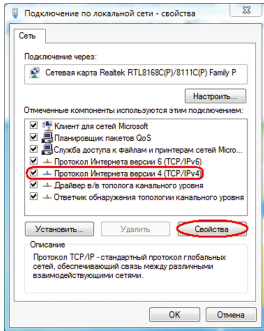 Подключение по локальной сети - свойства
Сеть
Подключение через:
Сетевая карта Realtek RTL8168C(P)/8111C(P) Family P
Настроить...
Отмеченные компоненты используются этим подключением:
Клиент для сетей Microsoft
Планировщик пакетов QoS
Служба доступа к файлам и принтерам сетей Micro...
Протокол Интернета версии 6 (TCP/IPv6)
Протокол Интернета версии 4 (TCP/IPv4)
Драйвер в/в тополога канального уровня
Ответчик обнаружения топологии канального уровня
Установить... Удалить Свойства
Описание
Протокол TCP/IP - стандартный протокол глобальных
сетей, обеспечивающий связь между различными
взаимодействующими сетями.
OK Отмена